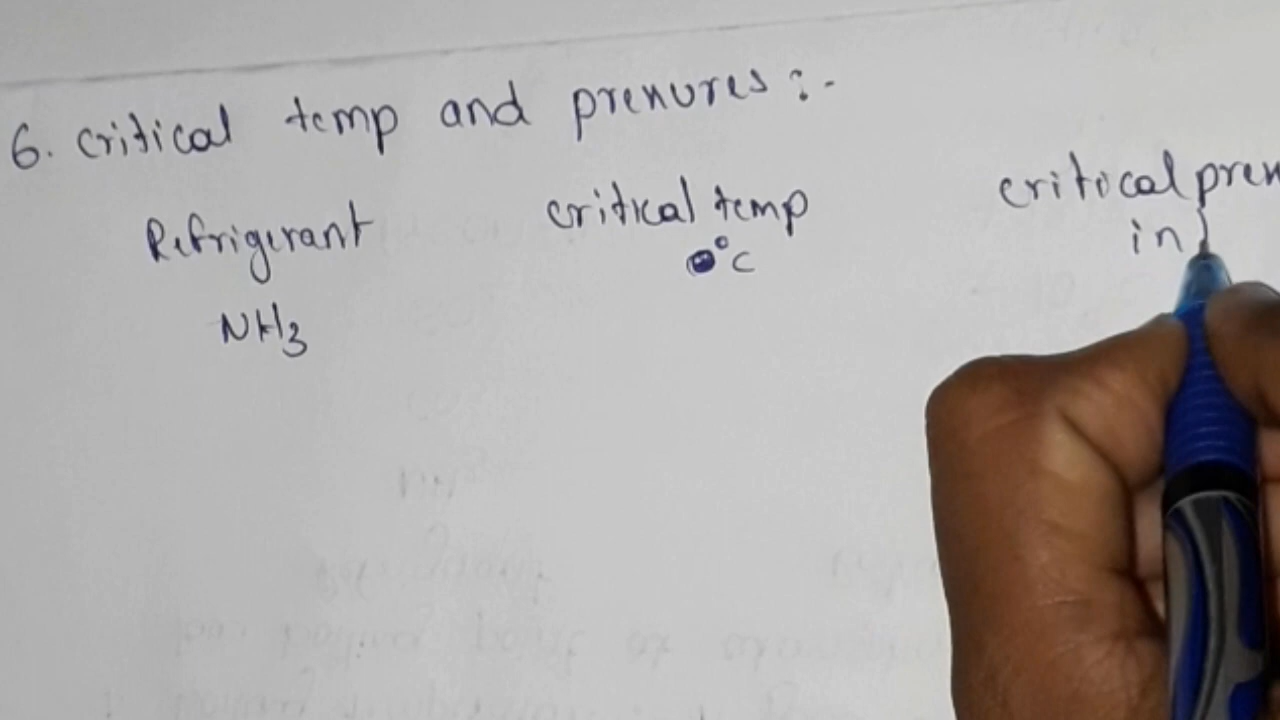 6. critical temp and prenures :-
Refrigerant critical temp critical pren
°C in
NH3